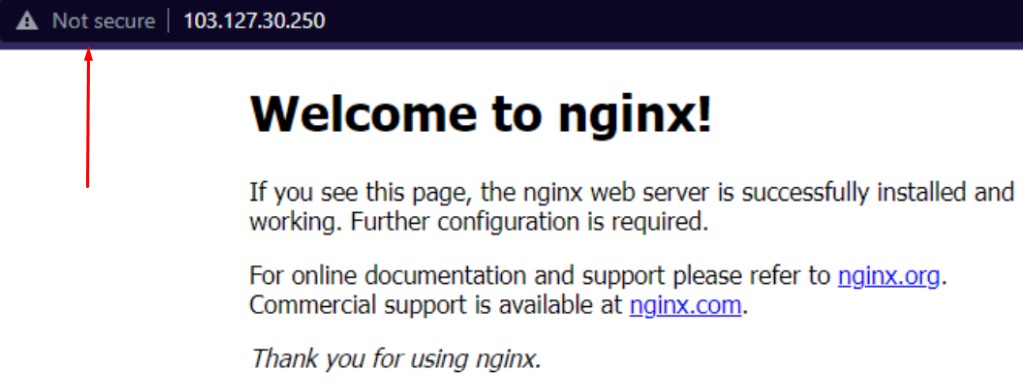 Not secure | 103.127.30.250
Welcome to nginx!
If you see this page, the nginx web server is successfully installed and
working. Further configuration is required.
For online documentation and support please refer to nginx.org.
Commercial support is available at nginx.com.
Thank you for using nginx.